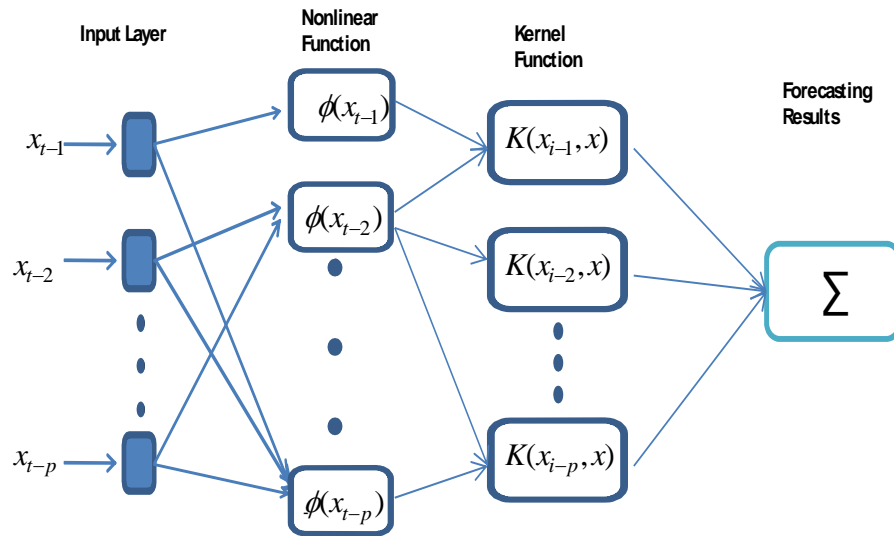 Input Layer
Nonlinear
Function
Kernel
Function
Forecasting
Results
x_{t-1}
x_{t-2}
x_{t-p}
ϕ(x_{t-1})
ϕ(x_{t-2})
ϕ(x_{t-p})
K(x_{i-1}, x)
K(x_{i-2}, x)
K(x_{i-p}, x)
Σ